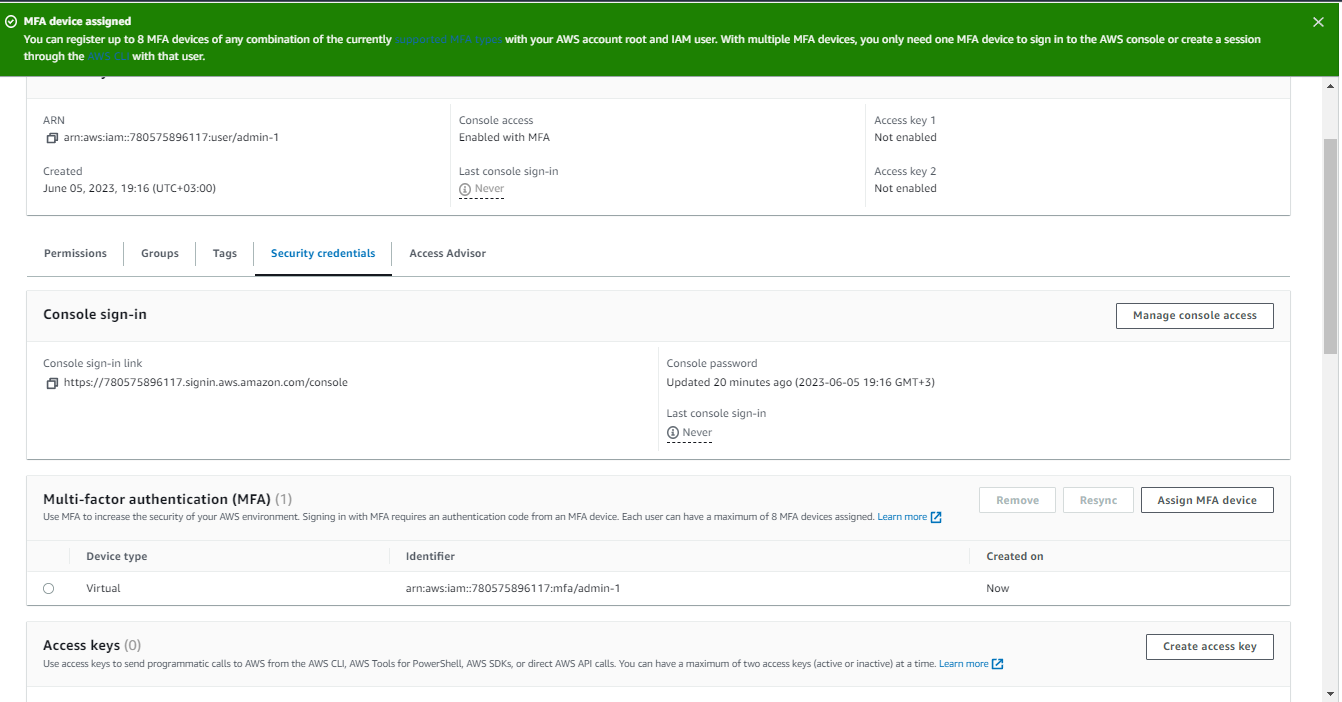 MFA device assigned
You can register up to 8 MFA devices of any combination of the currently supported MFA types with your AWS account root and IAM user. With multiple MFA devices, you only need one MFA device to sign in to the AWS console or create a session
through the AWS CLI with that user.
ARN
arn:aws:iam::780575896117:user/admin-1
Console access
Enabled with MFA
Access key 1
Not enabled
Created
June 05, 2023, 19:16 (UTC+03:00)
Last console sign-in
Never
Access key 2
Not enabled
Permissions
Groups
Tags
Security credentials
Access Advisor
Console sign-in
Manage console access
Console sign-in link
https://780575896117.signin.aws.amazon.com/console
Console password
Updated 20 minutes ago (2023-06-05 19:16 GMT+3)
Last console sign-in
Never
Multi-factor authentication (MFA) (1)
Use MFA to increase the security of your AWS environment. Signing in with MFA requires an authentication code from an MFA device. Each user can have a maximum of 8 MFA devices assigned. Learn more
Remove
Resync
Assign MFA device
Device type
Identifier
Created on
Virtual
arn:aws:iam::780575896117:mfa/admin-1
Now
Access keys (0)
Use access keys to send programmatic calls to AWS from the AWS CLI, AWS Tools for PowerShell, AWS SDKs, or direct AWS API calls. You can have a maximum of two access keys (active or inactive) at a time. Learn more
Create access key